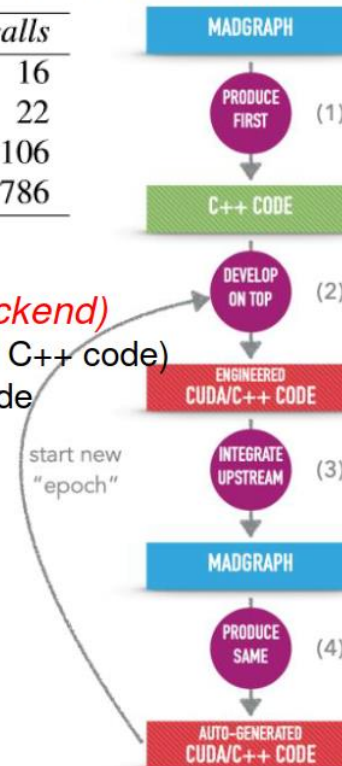 calls
16
22
106
786
MADGRAPH
PRODUCE
FIRST
(1)
C++ CODE
DEVELOP
ON TOP
(2)
ckend)
C++ code)
de
ENGINEERED
CUDA/C++ CODE
start new
"epoch"
INTEGRATE
UPSTREAM
(3)
MADGRAPH
PRODUCE
SAME
(4)
AUTO-GENERATED
CUDA/C++ CODE